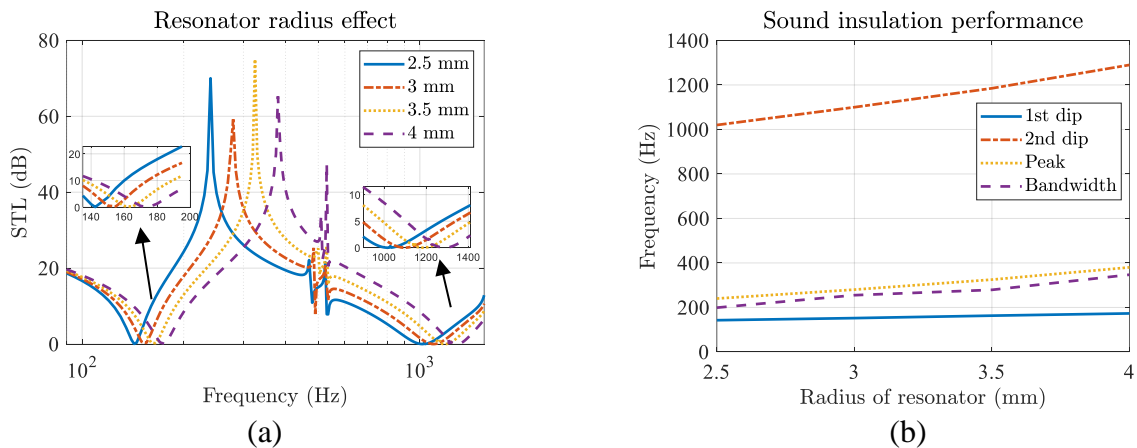 Resonator radius effect
80
60
40
20
0
STL (dB)
10^2
10^3
Frequency (Hz)
2.5 mm
3 mm
3.5 mm
4 mm
20
10
0
140 160 180 200
10
5
0
1000 1200 1400
(a)
Sound insulation performance
1400
1200
1000
800
600
400
200
0
Frequency (Hz)
2.5 3 3.5 4
Radius of resonator (mm)
1st dip
2nd dip
Peak
Bandwidth
(b)